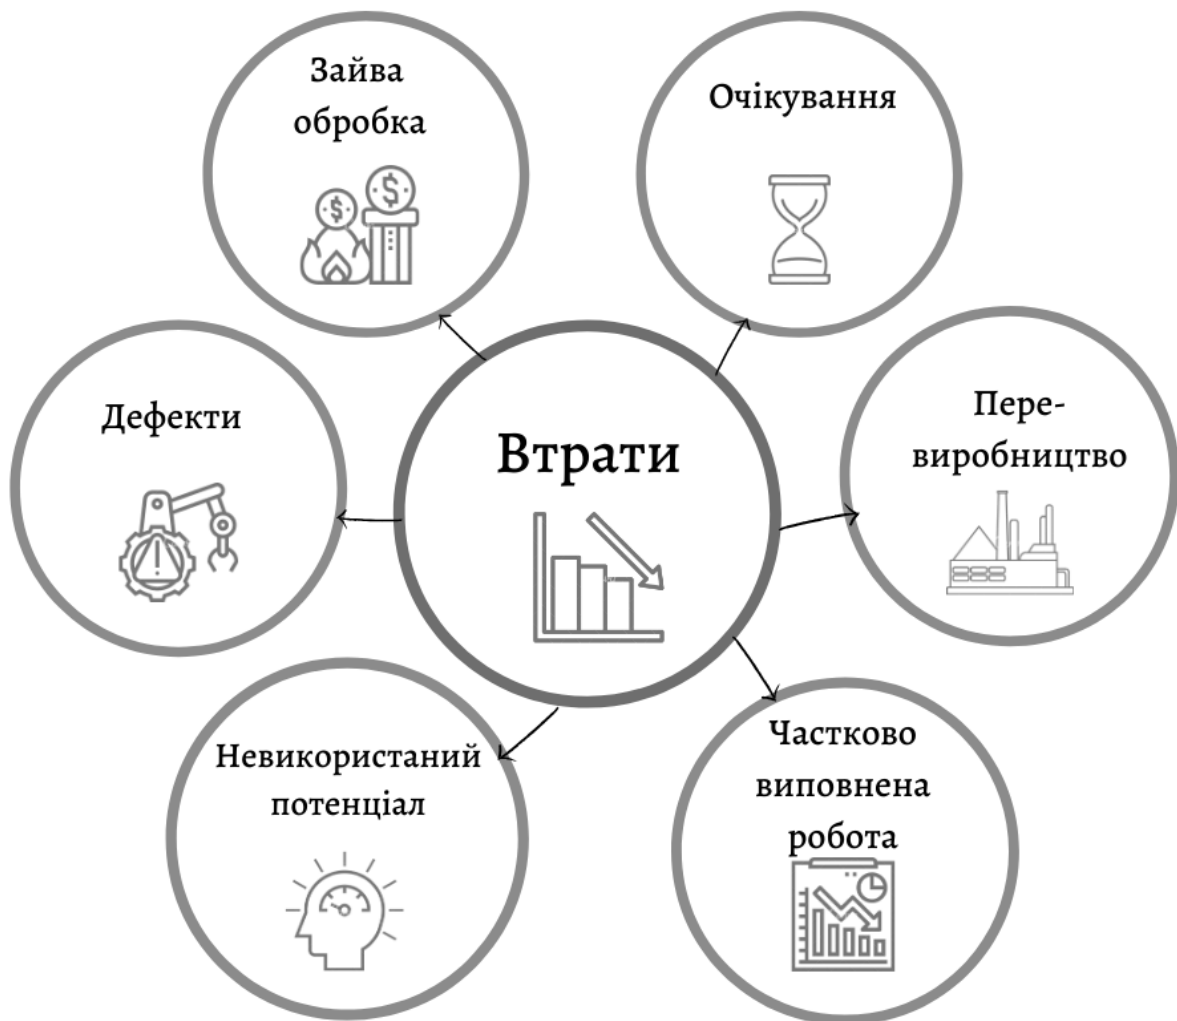 Зайва
обробка
Очікування
Дефекти
Втрати
Пере-
виробництво
Невикористаний
потенціал
Частково
виповнена
робота